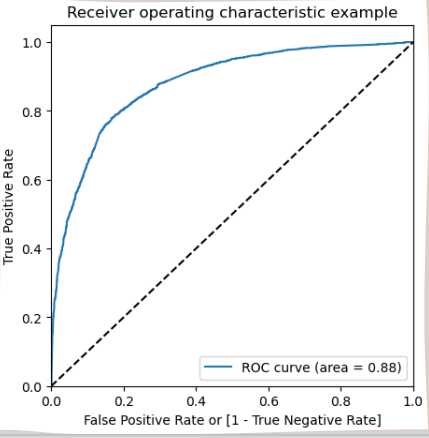 Receiver operating characteristic example
1.0
0.8
0.6
0.4
0.2
0.0
True Positive Rate
ROC curve (area = 0.88)
0.0 0.2 0.4 0.6 0.8 1.0
False Positive Rate or [1 - True Negative Rate]